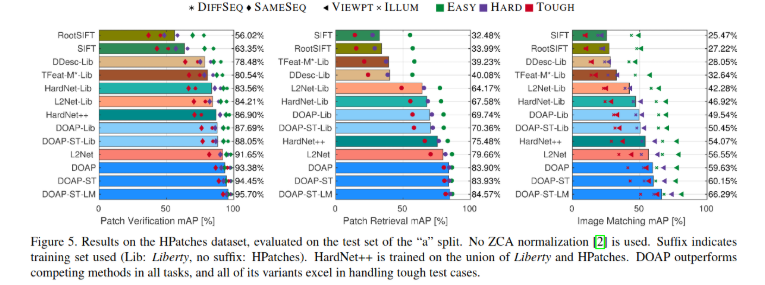 * DIFFSEQ ◆ SAMESEQ ◄ VIEWPT × ILLUM ■ EASY ■ HARD ■ TOUGH
RootSIFT 56.02%
SIFT 63.35%
DDesc-Lib 78.48%
TFeat-M*-Lib 80.54%
HardNet-Lib 83.56%
L2Net-Lib 84.21%
HardNet++ 86.90%
DOAP-Lib 87.69%
DOAP-ST-Lib 88.05%
L2Net 91.65%
DOAP 93.38%
DOAP-ST 94.45%
DOAP-ST-LM 95.70%
0 50 100
Patch Verification mAP [%]
SIFT 32.48%
RootSIFT 33.99%
TFeat-M*-Lib 39.23%
DDesc-Lib 40.08%
L2Net-Lib 64.17%
HardNet-Lib 67.58%
DOAP-Lib 69.74%
DOAP-ST-Lib 70.36%
HardNet++ 75.48%
L2Net 79.66%
DOAP 83.90%
DOAP-ST 83.93%
DOAP-ST-LM 84.57%
0 50 100
Patch Retrieval mAP [%]
SIFT 25.47%
RootSIFT 27.22%
DDesc-Lib 28.05%
TFeat-M*-Lib 32.64%
L2Net-Lib 42.28%
HardNet-Lib 46.92%
DOAP-Lib 49.54%
DOAP-ST-Lib 50.45%
HardNet++ 54.07%
L2Net 56.55%
DOAP 59.63%
DOAP-ST 60.15%
DOAP-ST-LM 66.29%
0 50 100
Image Matching mAP [%]
Figure 5. Results on the HPatches dataset, evaluated on the test set of the “a” split. No ZCA normalization [2] is used. Suffix indicates
training set used (Lib: Liberty, no suffix: HPatches). HardNet++ is trained on the union of Liberty and HPatches. DOAP outperforms
competing methods in all tasks, and all of its variants excel in handling tough test cases.